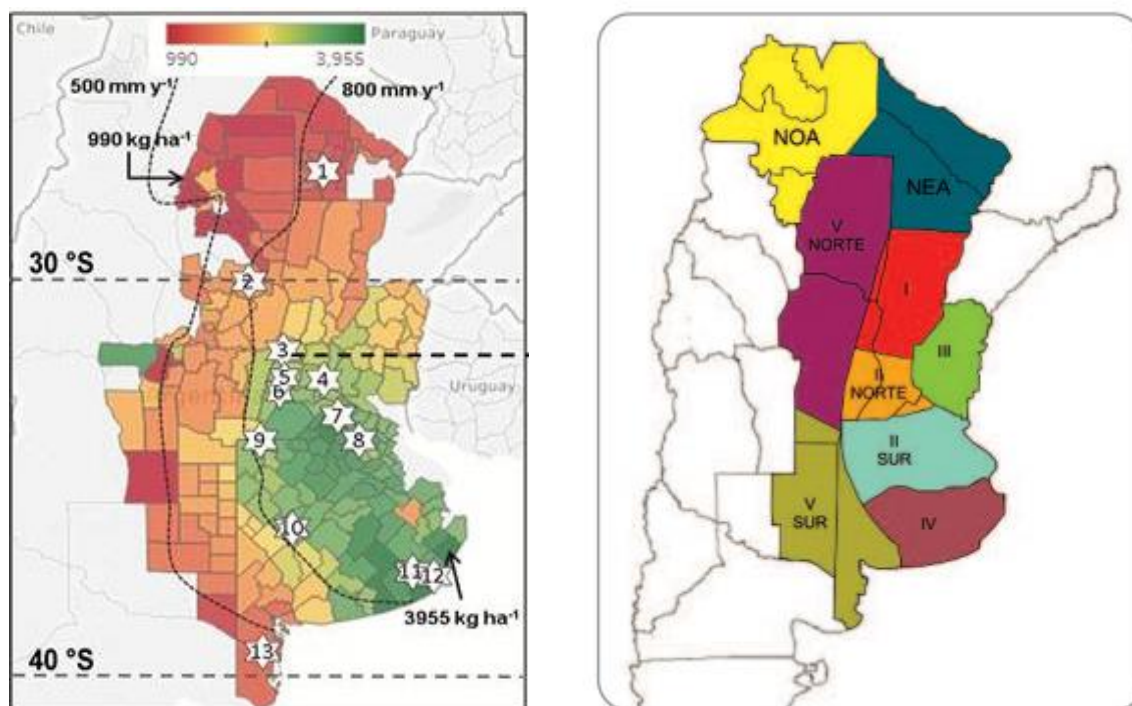 Chile
Paraguay
990
3,955
500 mm y⁻¹
800 mm y⁻¹
990 kg ha⁻¹
1
30 °S
2
3
5
4
6
Uruguay
7
9
8
10
11
12
3955 kg ha⁻¹
13
40 °S
NOA
NEA
V
NORTE
I
III
II
NORTE
II
SUR
V
SUR
IV